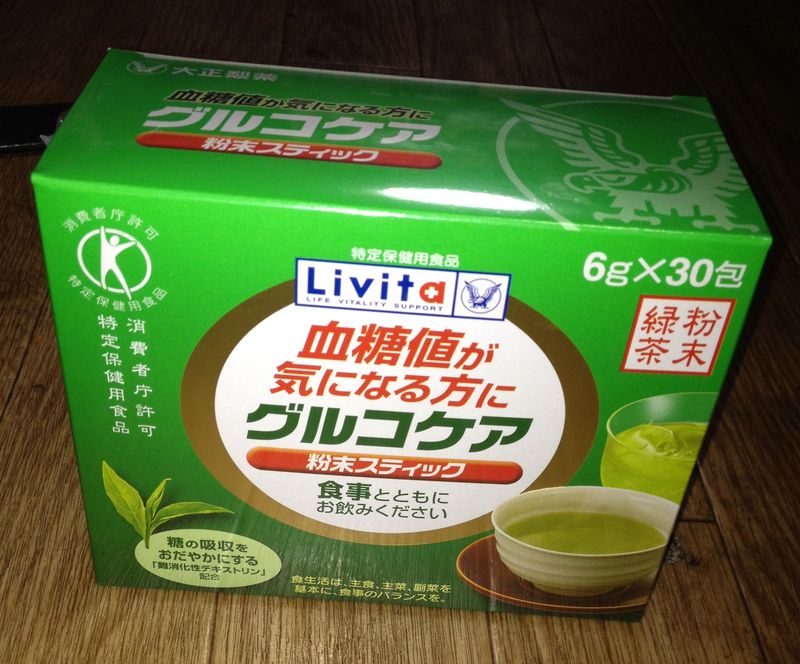 大正製薬
血糖値が気になる方に
グルコケア
粉末スティック
消費者庁許可
特定保健用食品
消費者庁許可
特定保健用食品
特定保健用食品
Livita
LIFE VITALITY SUPPORT
6g×30包
粉末
緑茶
血糖値が
気になる方に
グルコケア
粉末スティック
食事とともに
お飲みください
糖の吸収を
おだやかにする
「難消化性デキストリン」
配合
食生活は、主食、主菜、副菜を
基本に、食事のバランスを。